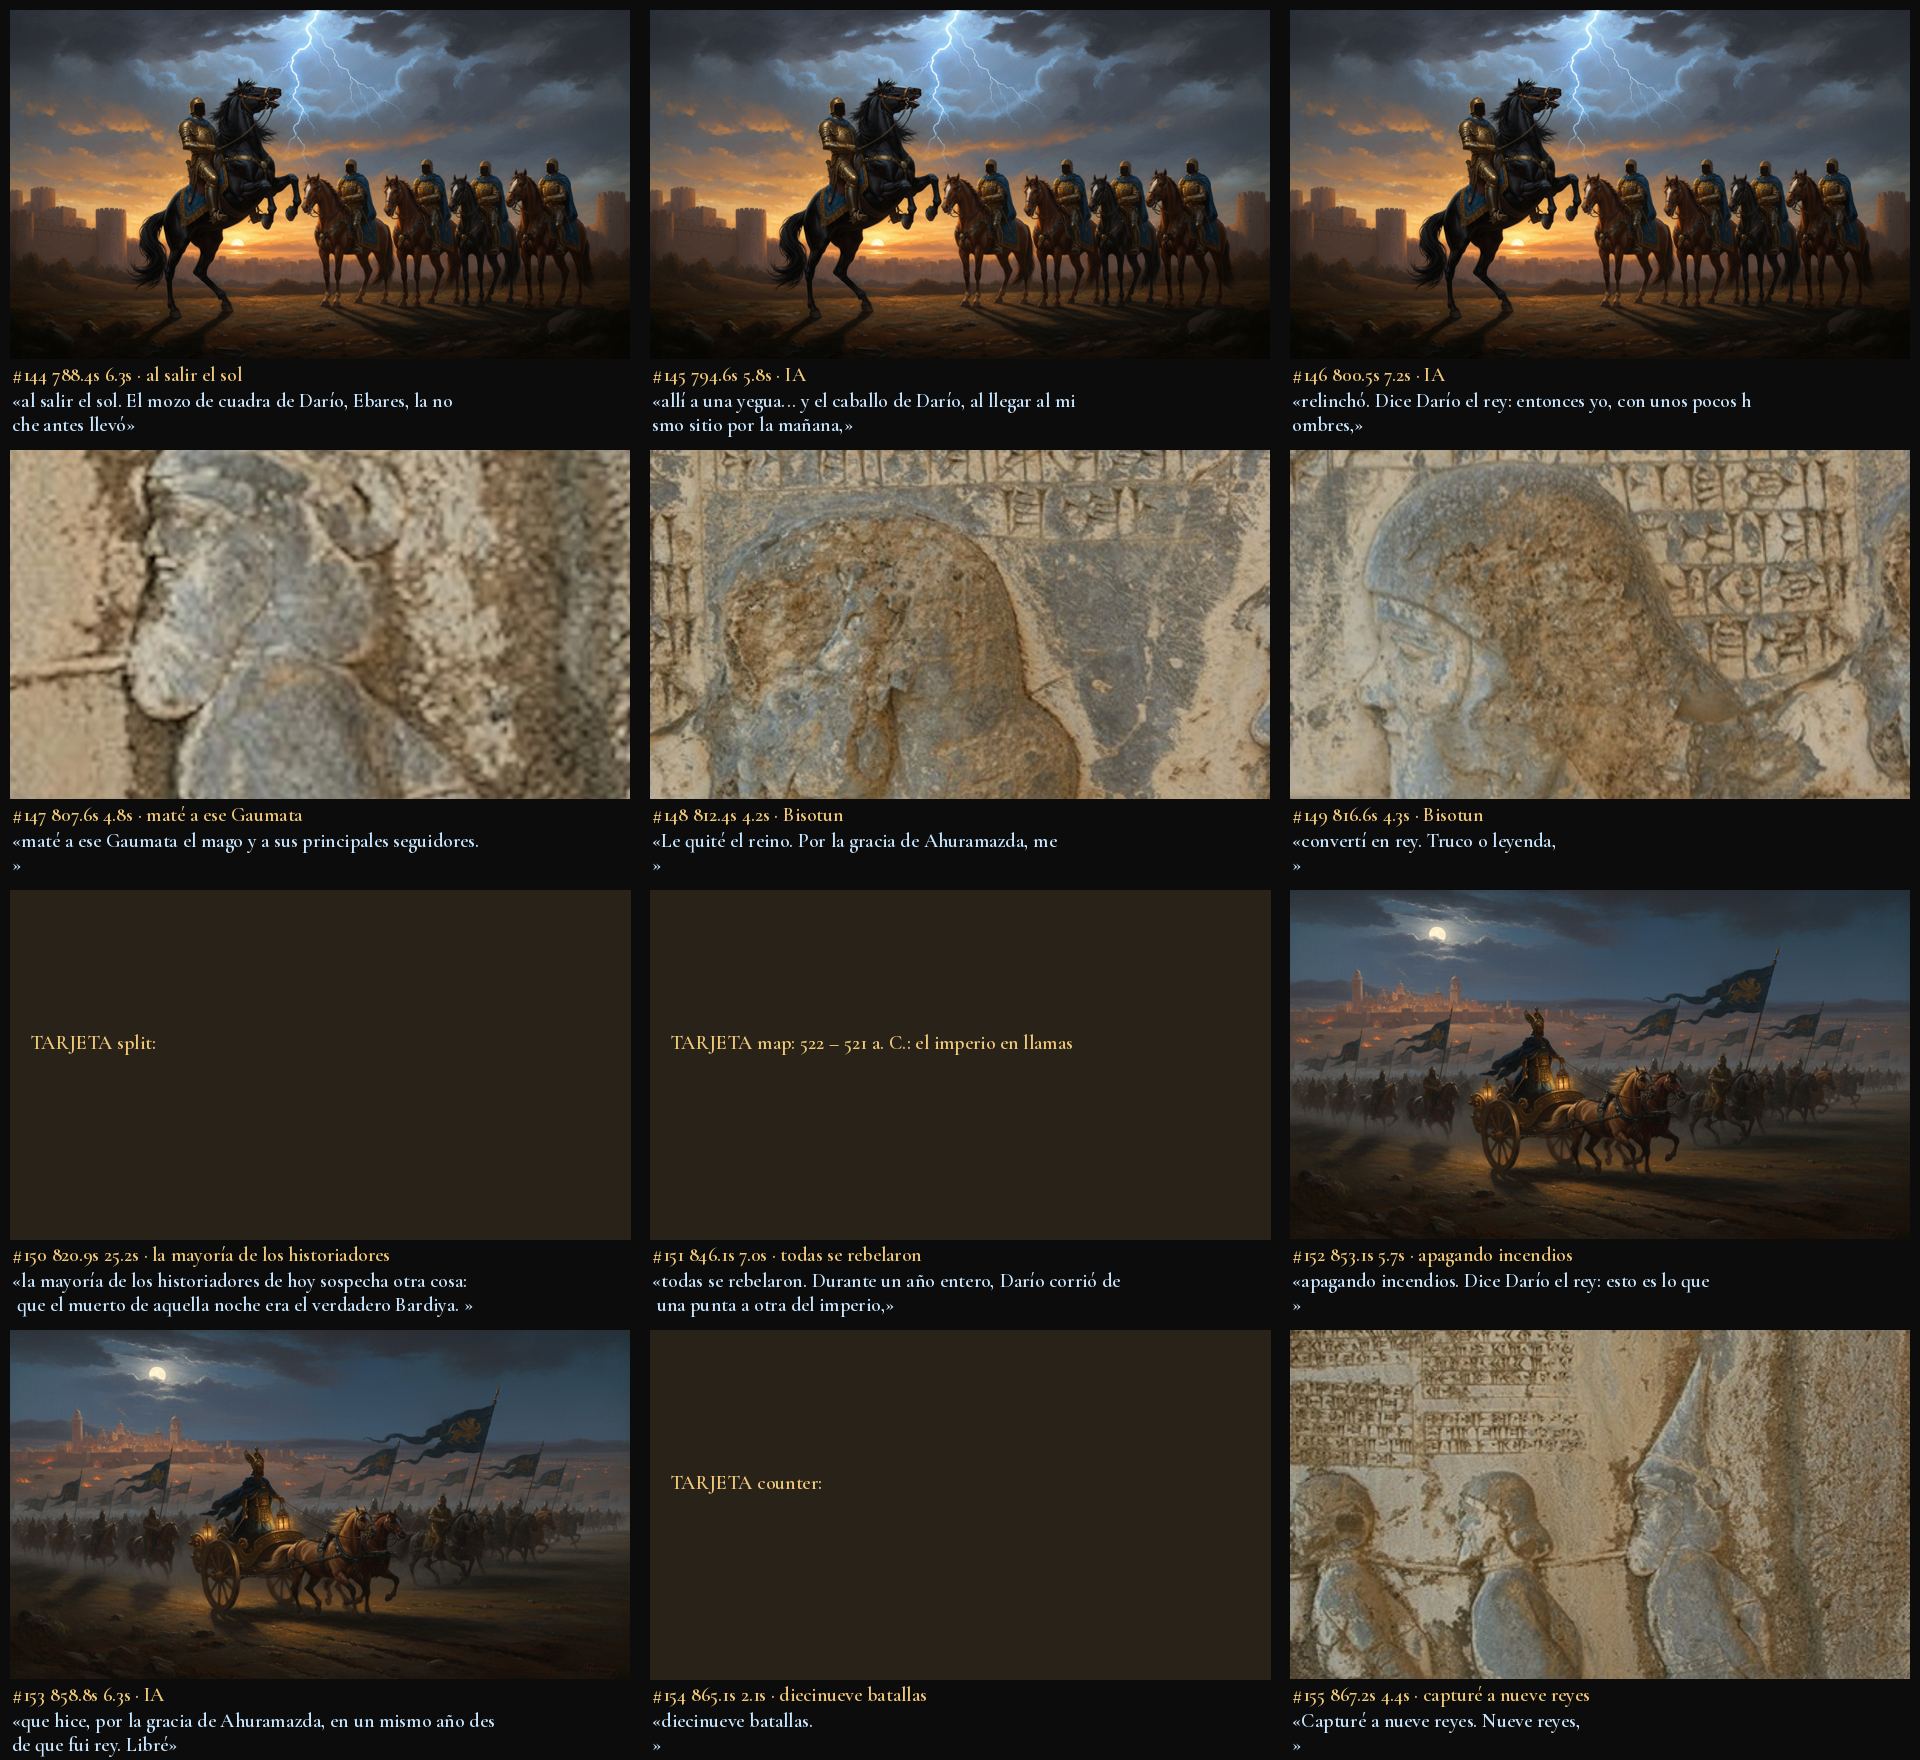 #144 788.4s 6.3s · al salir el sol
«al salir el sol. El mozo de cuadra de Darío, Ebares, la no
che antes llevó»
#145 794.6s 5.8s · IA
«allí a una yegua... y el caballo de Darío, al llegar al mi
smo sitio por la mañana,»
#146 800.5s 7.2s · IA
«relinchó. Dice Darío el rey: entonces yo, con unos pocos h
ombres,»
#147 807.6s 4.8s · maté a ese Gaumata
«maté a ese Gaumata el mago y a sus principales seguidores.
»
#148 812.4s 4.2s · Bisotun
«Le quité el reino. Por la gracia de Ahuramazda, me
»
#149 816.6s 4.3s · Bisotun
«convertí en rey. Truco o leyenda,
»
TARJETA split:
#150 820.9s 25.2s · la mayoría de los historiadores
«la mayoría de los historiadores de hoy sospecha otra cosa:
que el muerto de aquella noche era el verdadero Bardiya. »
TARJETA map: 522 – 521 a. C.: el imperio en llamas
#151 846.1s 7.0s · todas se rebelaron
«todas se rebelaron. Durante un año entero, Darío corrió de
una punta a otra del imperio,»
#152 853.1s 5.7s · apagando incendios
«apagando incendios. Dice Darío el rey: esto es lo que
»
#153 858.8s 6.3s · IA
«que hice, por la gracia de Ahuramazda, en un mismo año des
de que fui rey. Libré»
TARJETA counter:
#154 865.1s 2.1s · diecinueve batallas
«diecinueve batallas.
»
#155 867.2s 4.4s · capturé a nueve reyes
«Capturé a nueve reyes. Nueve reyes,
»